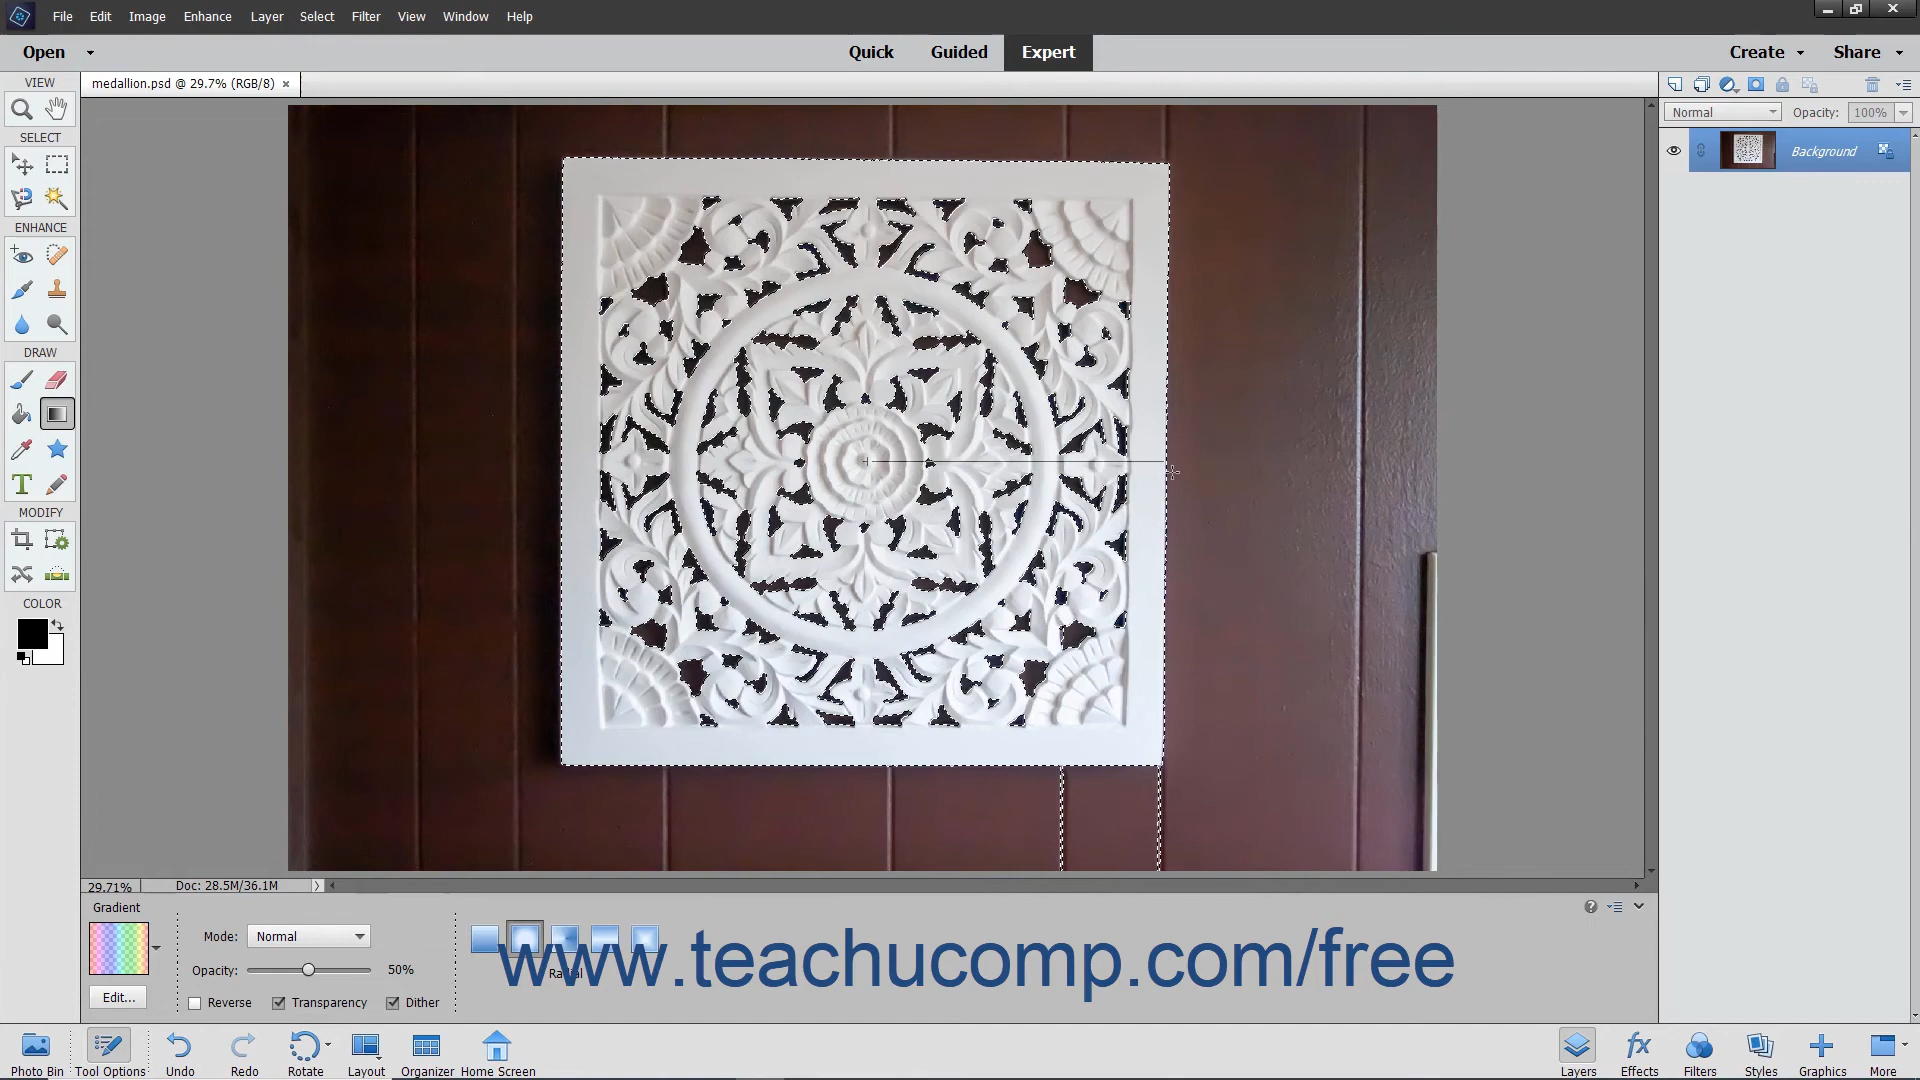 File Edit Image Enhance Layer Select Filter View Window Help
Open Quick Guided Expert Create Share
VIEW
medallion.psd @ 29.7% (RGB/8) ×
Normal Opacity: 100%
SELECT
Background
ENHANCE
DRAW
T
MODIFY
COLOR
29.71% Doc: 28.5M/36.1M
Gradient
Mode: Normal
Opacity: 50%
Radial
Edit...
Reverse Transparency Dither
www.teachucomp.com/free
Photo Bin Tool Options Undo Redo Rotate Layout Organizer Home Screen
fx
Layers Effects Filters Styles Graphics More